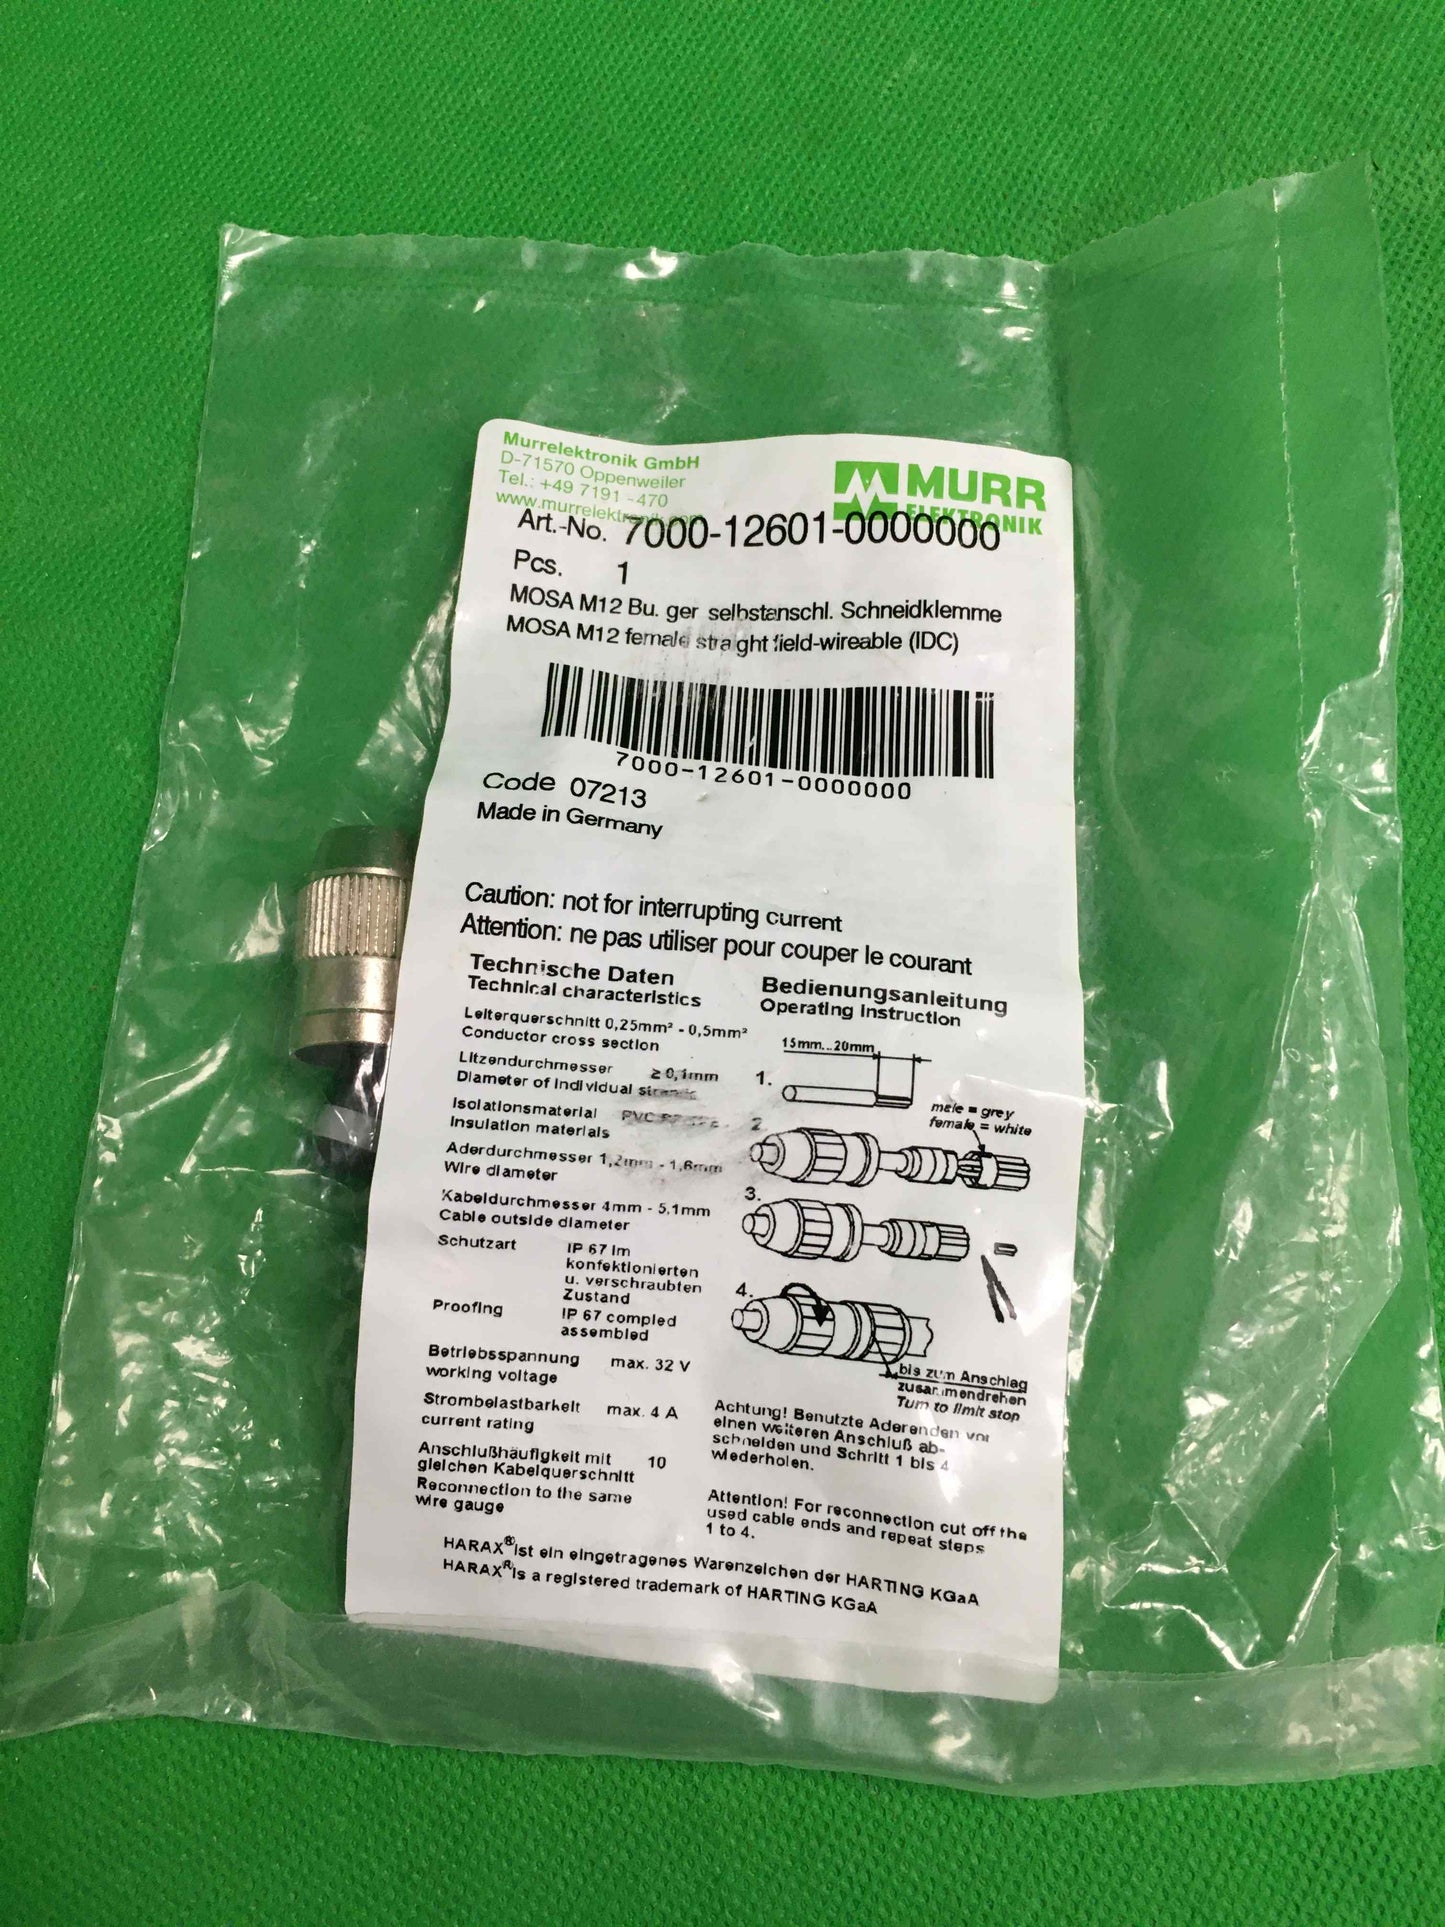 Murrelektronik GmbH
D-71570 Oppenweiler
Tel.: +49 7191 -470
www.murrelektronik.com
MURR
ELEKTRONIK
Art.-No. 7000-12601-0000000
Pcs. 1
MOSA M12 Bu. ger selbstanschl. Schneidklemme
MOSA M12 female straight field-wireable (IDC)
7000-12601-0000000
Code 07213
Made in Germany
Caution: not for interrupting current
Attention: ne pas utiliser pour couper le courant
Technische Daten
Technical characteristics
Leiterquerschnitt 0,25mm² - 0,5mm²
Conductor cross section
Litzendurchmesser ≥ 0,1mm
Diameter of individual strands
Isolationsmaterial PVC
Insulation materials
Aderdurchmesser 1,2mm - 1,6mm
Wire diameter
Kabeldurchmesser 4mm - 5,1mm
Cable outside diameter
Schutzart IP 67 im
konfektionierten
u. verschraubten
Zustand
Proofing IP 67 compled
assembled
Betriebsspannung max. 32 V
working voltage
Strombelastbarkeit max. 4 A
current rating
Anschlußhäufigkeit mit 10
gleichen Kabelquerschnitt
Reconnection to the same
wire gauge
Bedienungsanleitung
Operating instruction
15mm...20mm
1.
male = grey
female = white
2.
3.
4.
bis zum Anschlag
zusammendrehen
Turn to limit stop
Achtung! Benutzte Aderenden vor
einen weiteren Anschluß ab-
schneiden und Schritt 1 bis 4
wiederholen.
Attention! For reconnection cut off the
used cable ends and repeat steps
1 to 4.
HARAX® ist ein eingetragenes Warenzeichen der HARTING KGaA
HARAX® is a registered trademark of HARTING KGaA